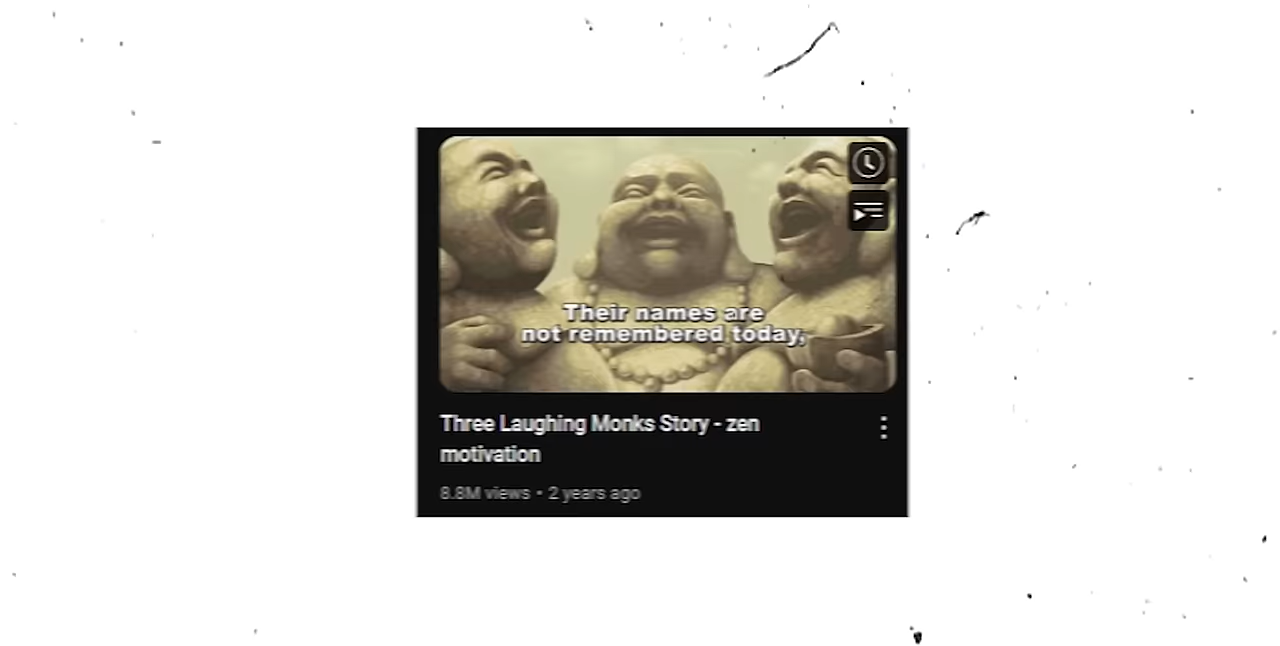 Their names are
not remembered today,
Three Laughing Monks Story - zen
motivation
8.8M views • 2 years ago